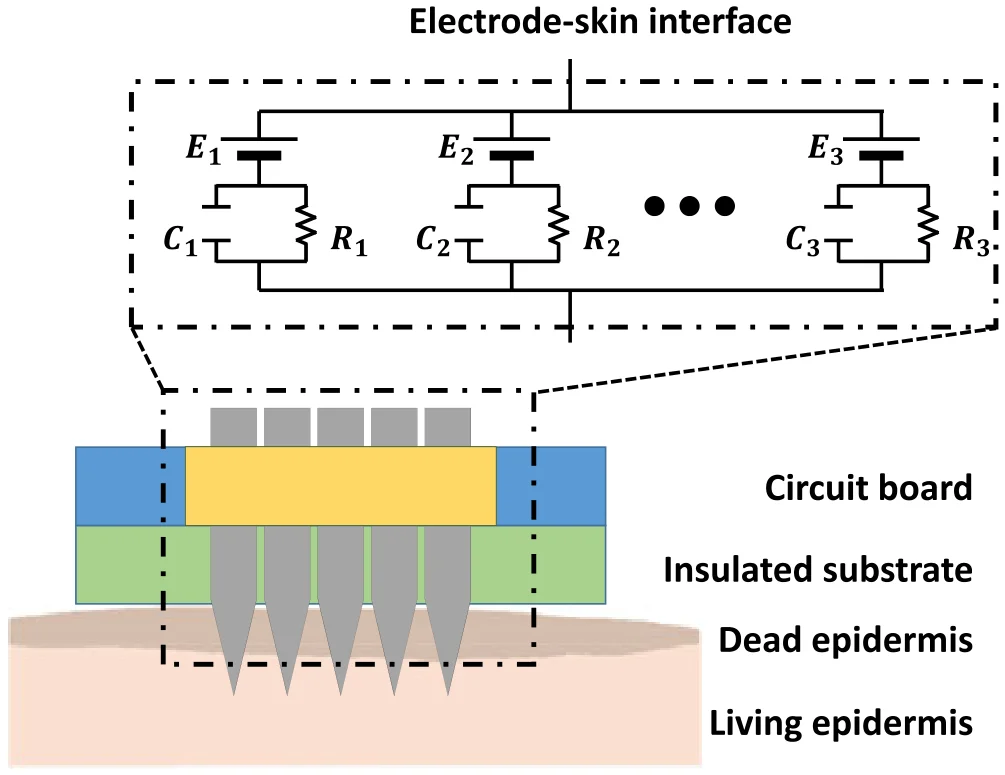 Electrode-skin interface
E1 E2 E3
C1 R1 C2 R2 C3 R3
Circuit board
Insulated substrate
Dead epidermis
Living epidermis